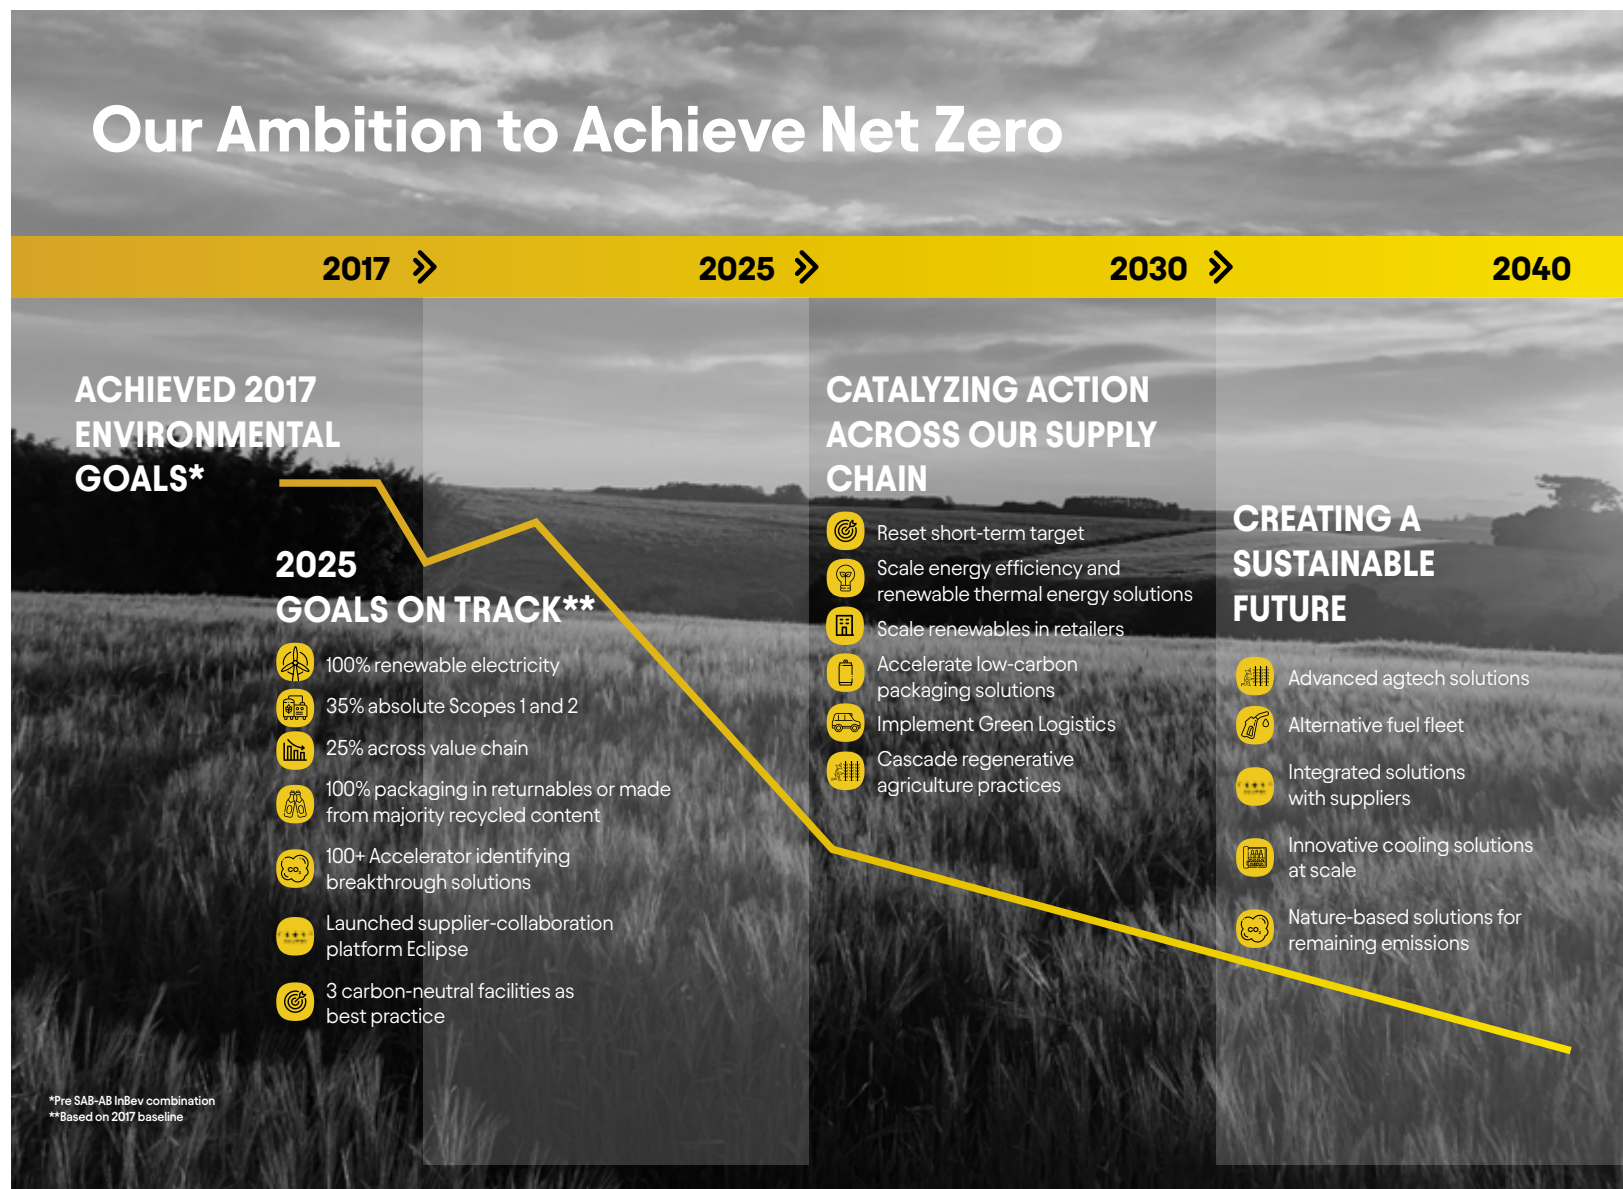 Our Ambition to Achieve Net Zero
2017
2025
2030
2040
ACHIEVED 2017
ENVIRONMENTAL
GOALS*
2025
GOALS ON TRACK**
100% renewable electricity
35% absolute Scopes 1 and 2
25% across value chain
100% packaging in returnables or made
from majority recycled content
100+ Accelerator identifying
breakthrough solutions
Launched supplier-collaboration
platform Eclipse
3 carbon-neutral facilities as
best practice
CATALYZING ACTION
ACROSS OUR SUPPLY
CHAIN
Reset short-term target
Scale energy efficiency and
renewable thermal energy solutions
Scale renewables in retailers
Accelerate low-carbon
packaging solutions
Implement Green Logistics
Cascade regenerative
agriculture practices
CREATING A
SUSTAINABLE
FUTURE
Advanced agtech solutions
Alternative fuel fleet
Integrated solutions
with suppliers
Innovative cooling solutions
at scale
CO₂
Nature-based solutions for
remaining emissions
CO₂
*Pre SAB-AB InBev combination
**Based on 2017 baseline